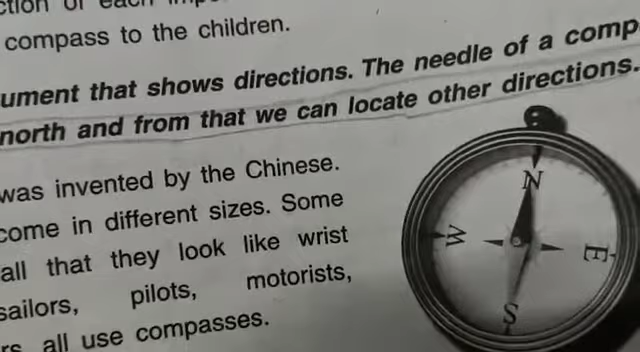 compass to the children.
ument that shows directions. The needle of a comp
north and from that we can locate other directions.
was invented by the Chinese.
come in different sizes. Some
all that they look like wrist
sailors, pilots, motorists,
rs all use compasses.
N
W
E
S